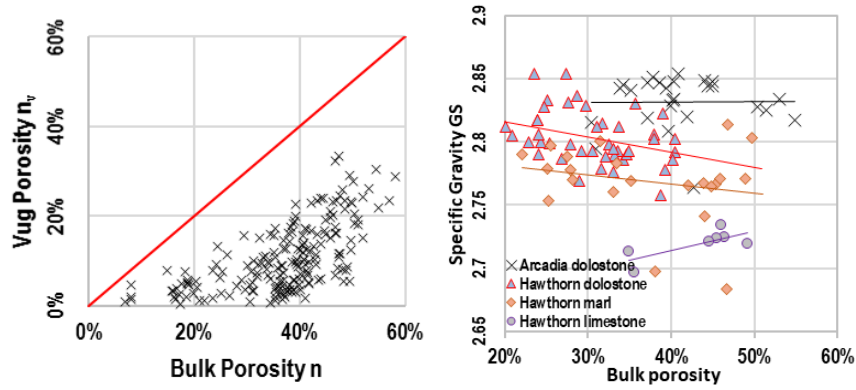 60%
40%
20%
0%
Vug Porosity nᵥ
0%
20%
40%
60%
Bulk Porosity n
2.9
2.85
2.8
2.75
2.7
2.65
Specific Gravity GS
Arcadia dolostone
Hawthorn dolostone
Hawthorn marl
Hawthorn limestone
20%
30%
40%
50%
60%
Bulk porosity